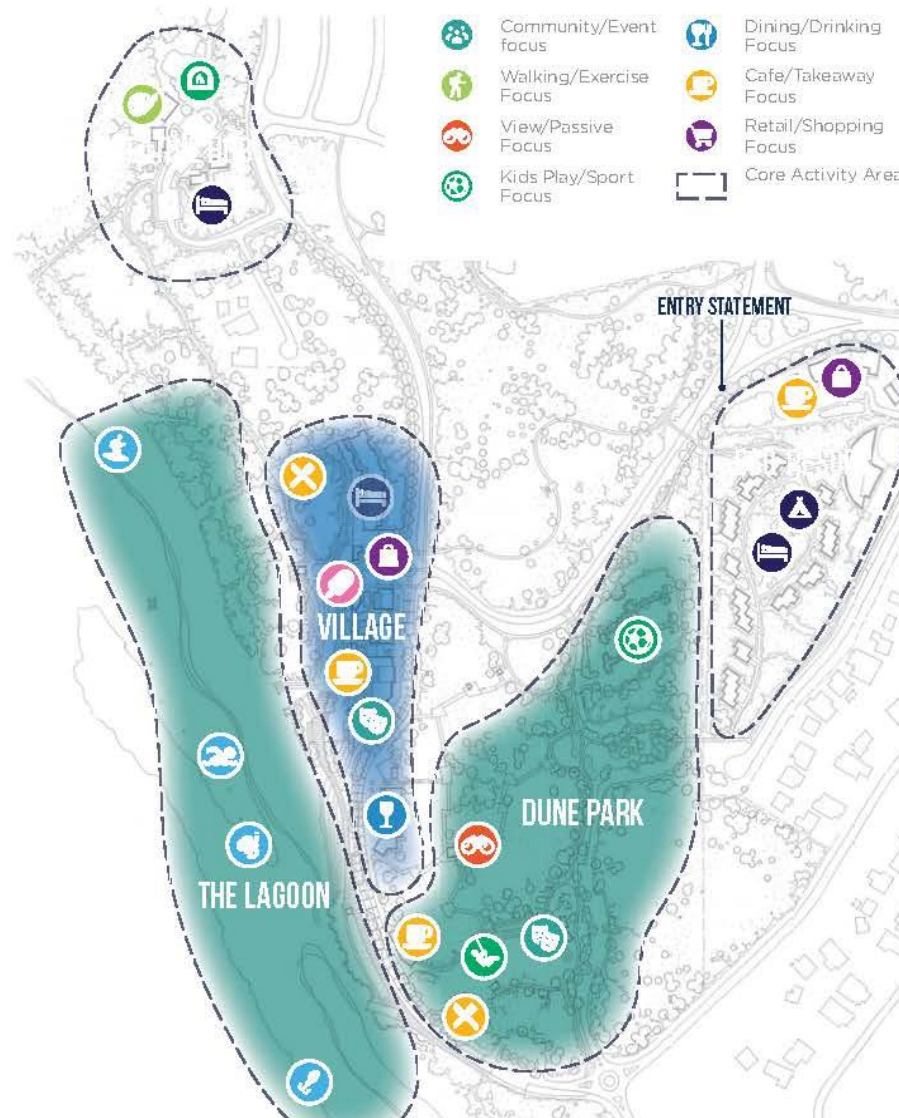 Community/Event
focus
Walking/Exercise
Focus
View/Passive
Focus
Kids Play/Sport
Focus
Dining/Drinking
Focus
Cafe/Takeaway
Focus
Retail/Shopping
Focus
Core Activity Area
ENTRY STATEMENT
VILLAGE
DUNE PARK
THE LAGOON